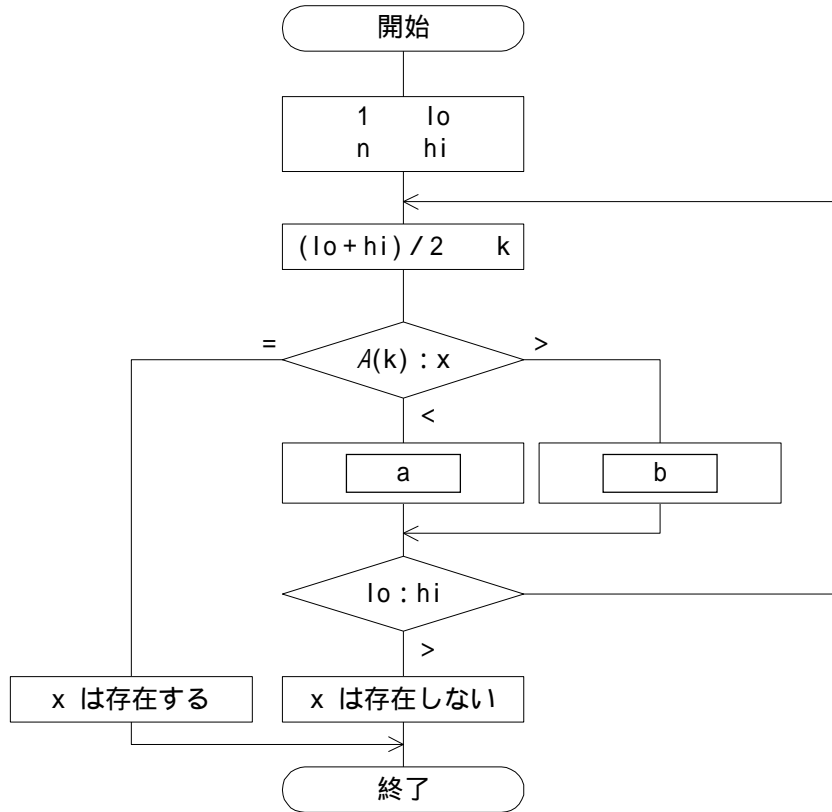 開始
1 lo
n hi
(lo+hi)/2 k
=
A(k):x
>
<
a
b
lo:hi
>
x は存在する
x は存在しない
終了